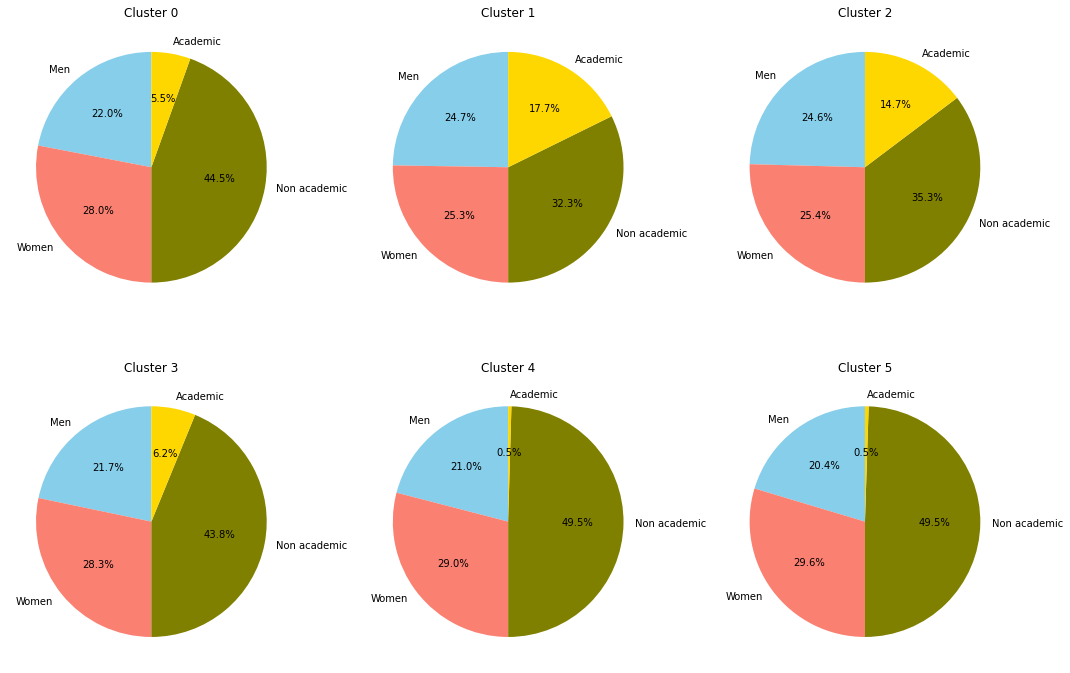 Cluster 0
Academic
Men
5.5%
22.0%
44.5%
Non academic
28.0%
Women
Cluster 1
Academic
Men
17.7%
24.7%
32.3%
25.3%
Non academic
Women
Cluster 2
Academic
Men
14.7%
24.6%
35.3%
25.4%
Non academic
Women
Cluster 3
Academic
Men
6.2%
21.7%
43.8%
Non academic
28.3%
Women
Cluster 4
Academic
Men
0.5%
21.0%
49.5%
Non academic
29.0%
Women
Cluster 5
Academic
Men
0.5%
20.4%
49.5%
Non academic
29.6%
Women